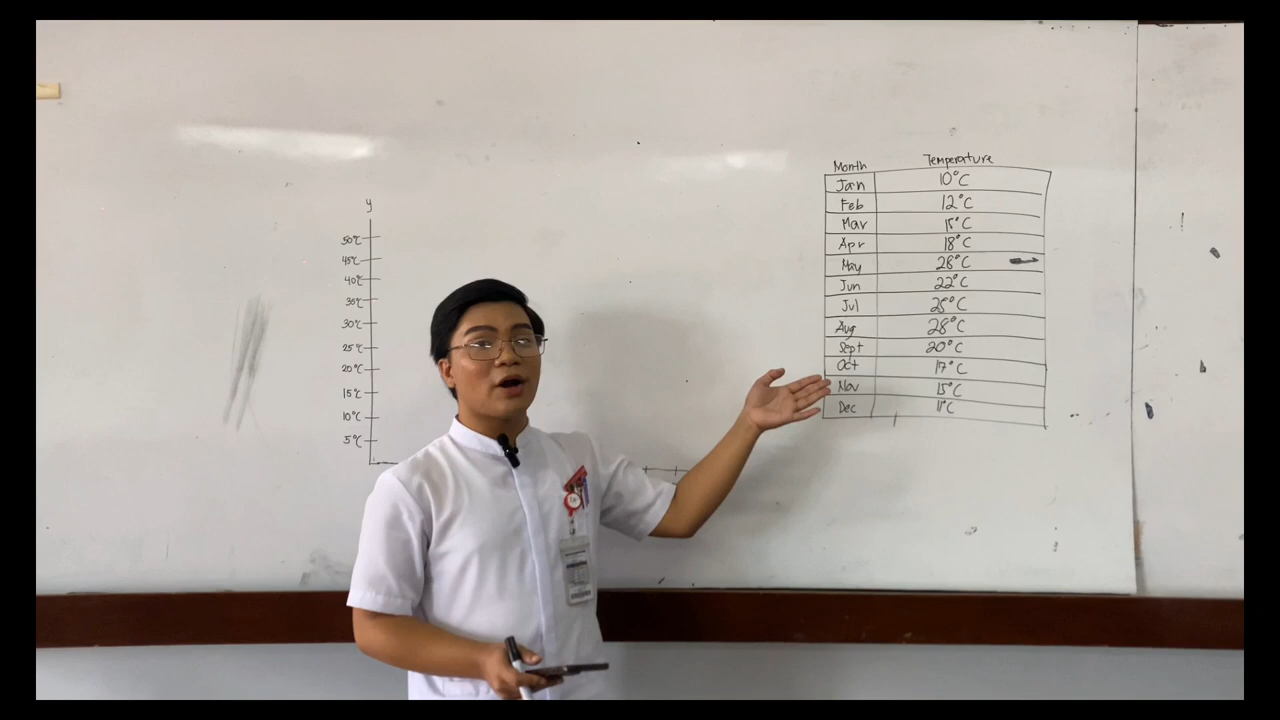 y
50°C
45°C
40°C
35°C
30°C
25°C
20°C
15°C
10°C
5°C
Month Temperature
Jan 10°C
Feb 12°C
Mar 15°C
Apr 18°C
May 28°C
Jun 22°C
Jul 25°C
Aug 28°C
Sept 20°C
Oct 17°C
Nov 15°C
Dec 11°C